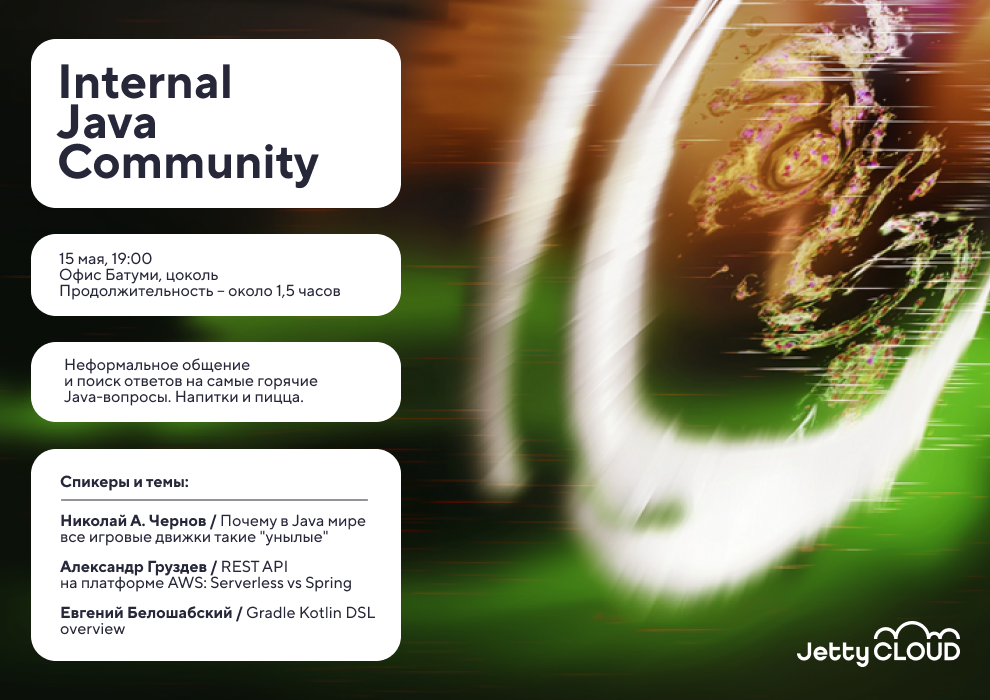 Internal
Java
Community
15 мая, 19:00
Офис Батуми, цоколь
Продолжительность – около 1,5 часов
Неформальное общение
и поиск ответов на самые горячие
Java-вопросы. Напитки и пицца.
Спикеры и темы:
Николай А. Чернов / Почему в Java мире
все игровые движки такие "унылые"
Александр Груздев / REST API
на платформе AWS: Serverless vs Spring
Евгений Белошабский / Gradle Kotlin DSL
overview
Jetty CLOUD